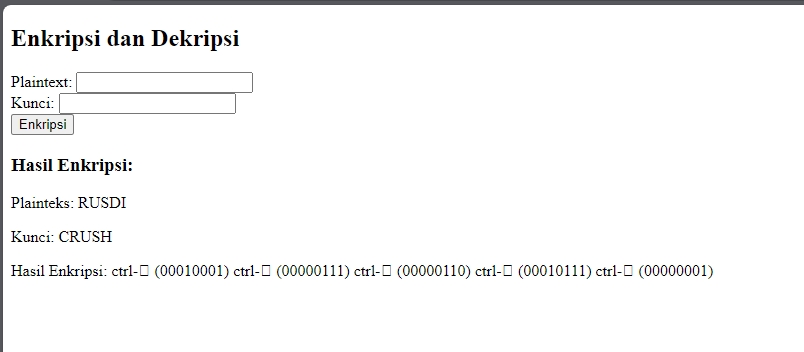 Enkripsi dan Dekripsi
Plaintext:
Kunci:
Enkripsi
Hasil Enkripsi:
Plainteks: RUSDI
Kunci: CRUSH
Hasil Enkripsi: ctrl-▯ (00010001) ctrl-▯ (00000111) ctrl-▯ (00000110) ctrl-▯ (00010111) ctrl-▯ (00000001)